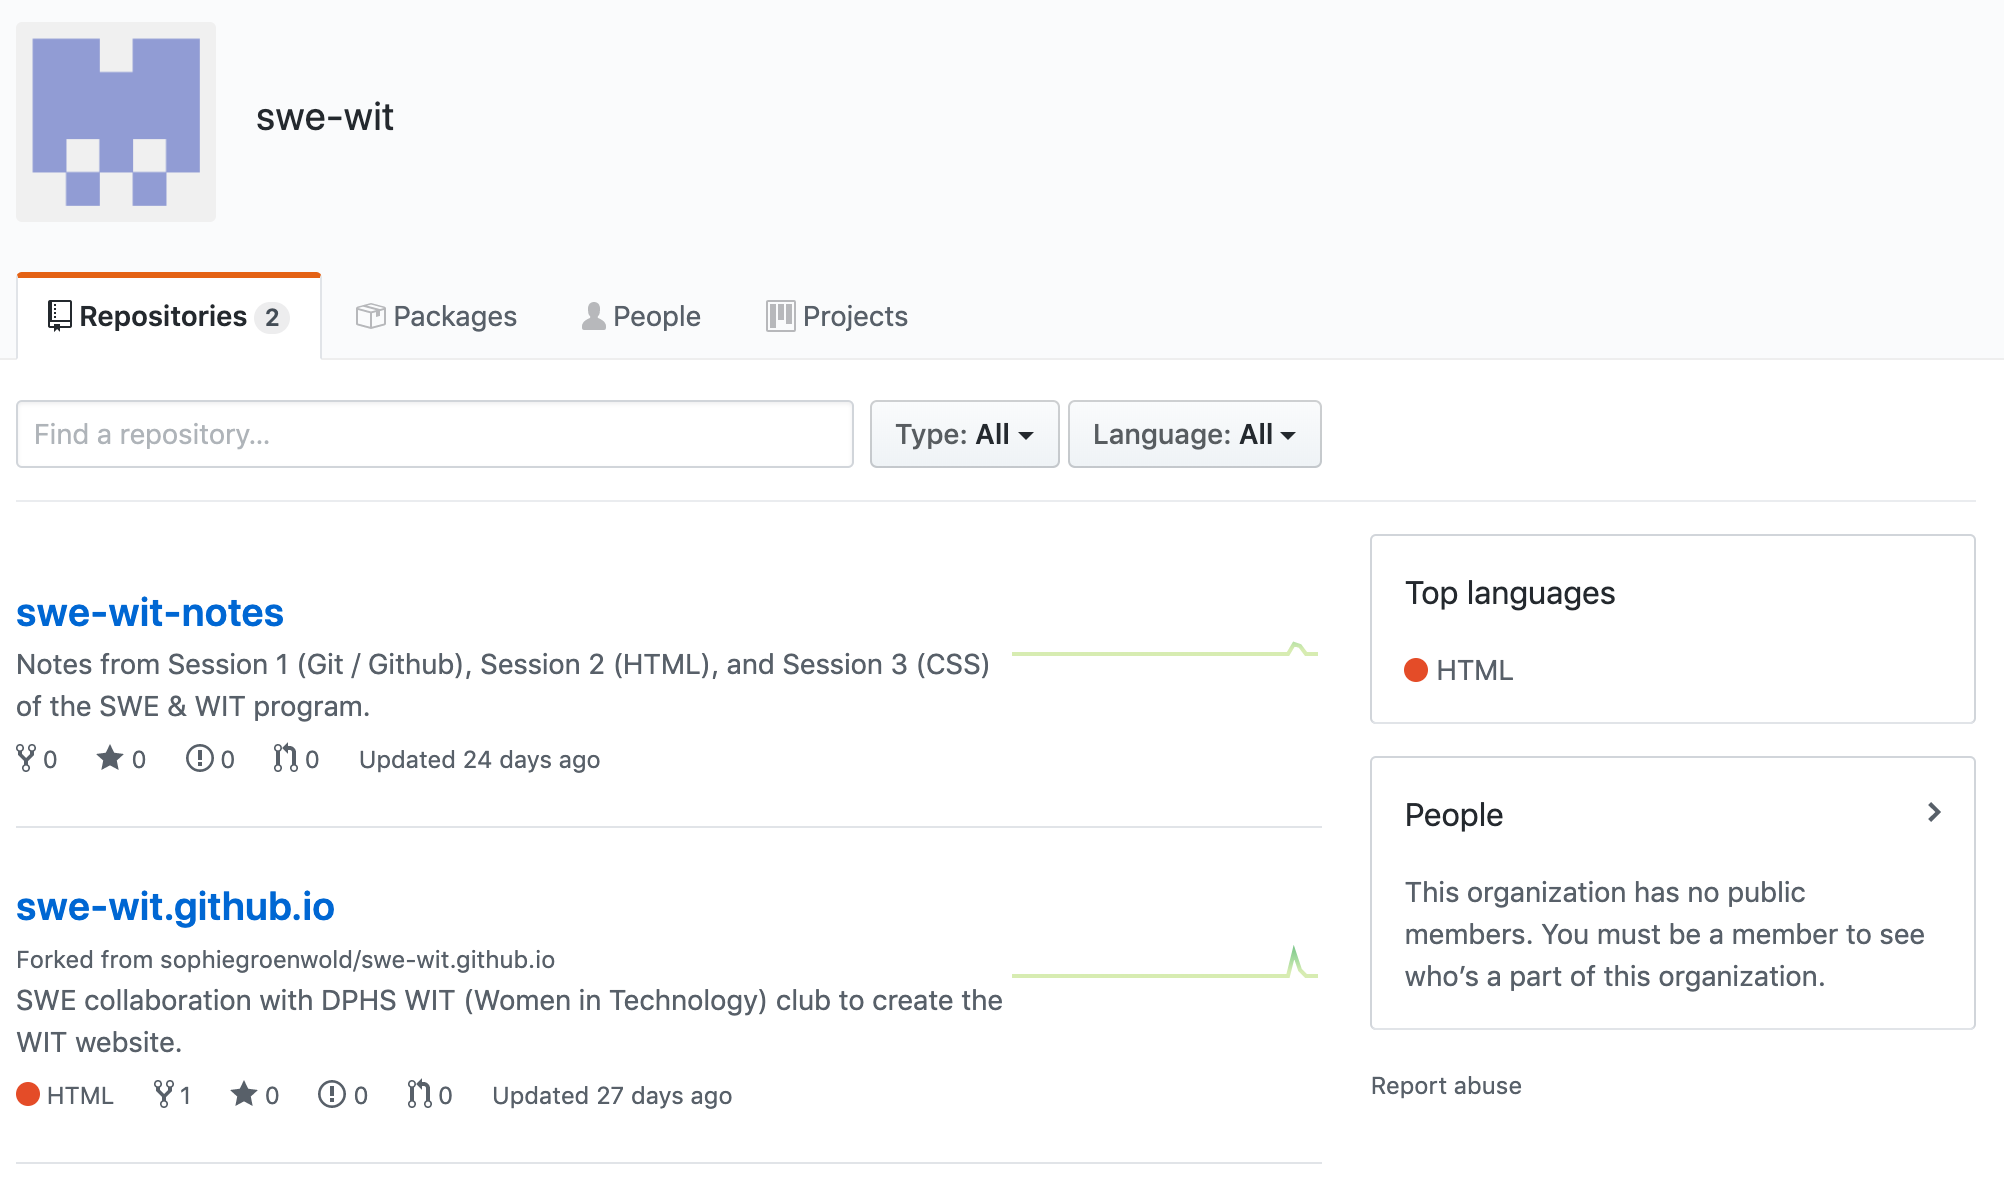 swe-wit
Repositories 2
Packages
People
Projects
Find a repository...
Type: All
Language: All
swe-wit-notes
Notes from Session 1 (Git / Github), Session 2 (HTML), and Session 3 (CSS)
of the SWE & WIT program.
0 0 0 0 Updated 24 days ago
swe-wit.github.io
Forked from sophiegroenwold/swe-wit.github.io
SWE collaboration with DPHS WIT (Women in Technology) club to create the
WIT website.
HTML 1 0 0 0 Updated 27 days ago
Top languages
HTML
People
This organization has no public
members. You must be a member to see
who’s a part of this organization.
Report abuse